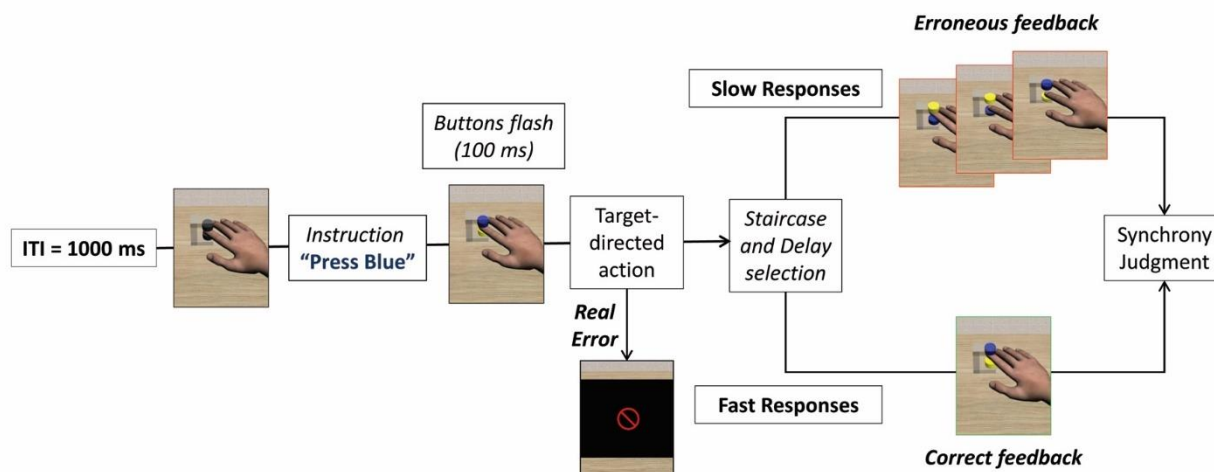 ITI = 1000 ms
Instruction
“Press Blue”
Buttons flash
(100 ms)
Target-
directed
action
Real
Error
Staircase
and Delay
selection
Slow Responses
Erroneous feedback
Fast Responses
Correct feedback
Synchrony
Judgment